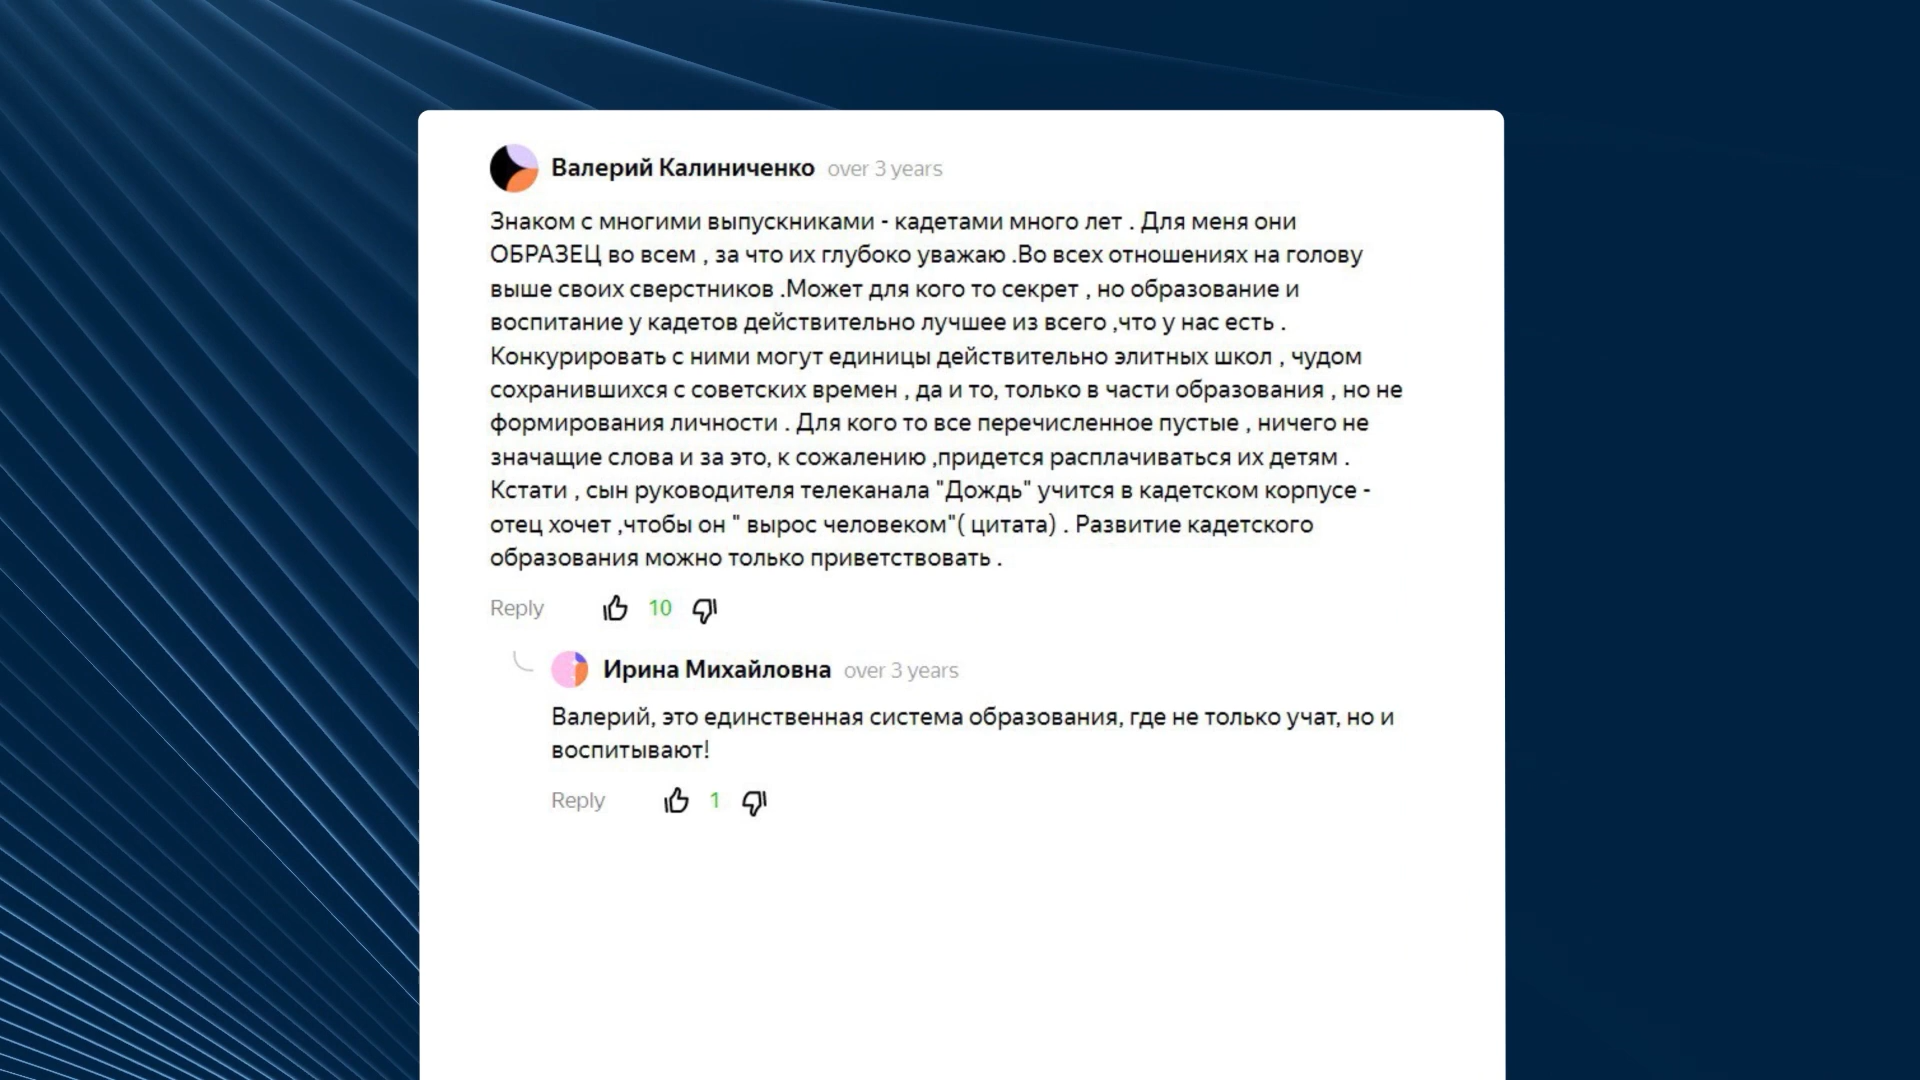 Валерий Калиниченко over 3 years
Знаком с многими выпускниками - кадетами много лет . Для меня они
ОБРАЗЕЦ во всем , за что их глубоко уважаю .Во всех отношениях на голову
выше своих сверстников .Может для кого то секрет , но образование и
воспитание у кадетов действительно лучшее из всего ,что у нас есть .
Конкурировать с ними могут единицы действительно элитных школ , чудом
сохранившихся с советских времен , да и то, только в части образования , но не
формирования личности . Для кого то все перечисленное пустые , ничего не
значащие слова и за это, к сожалению ,придется расплачиваться их детям .
Кстати , сын руководителя телеканала "Дождь" учится в кадетском корпусе -
отец хочет ,чтобы он " вырос человеком"( цитата) . Развитие кадетского
образования можно только приветствовать .
Reply 10
Ирина Михайловна over 3 years
Валерий, это единственная система образования, где не только учат, но и
воспитывают!
Reply 1